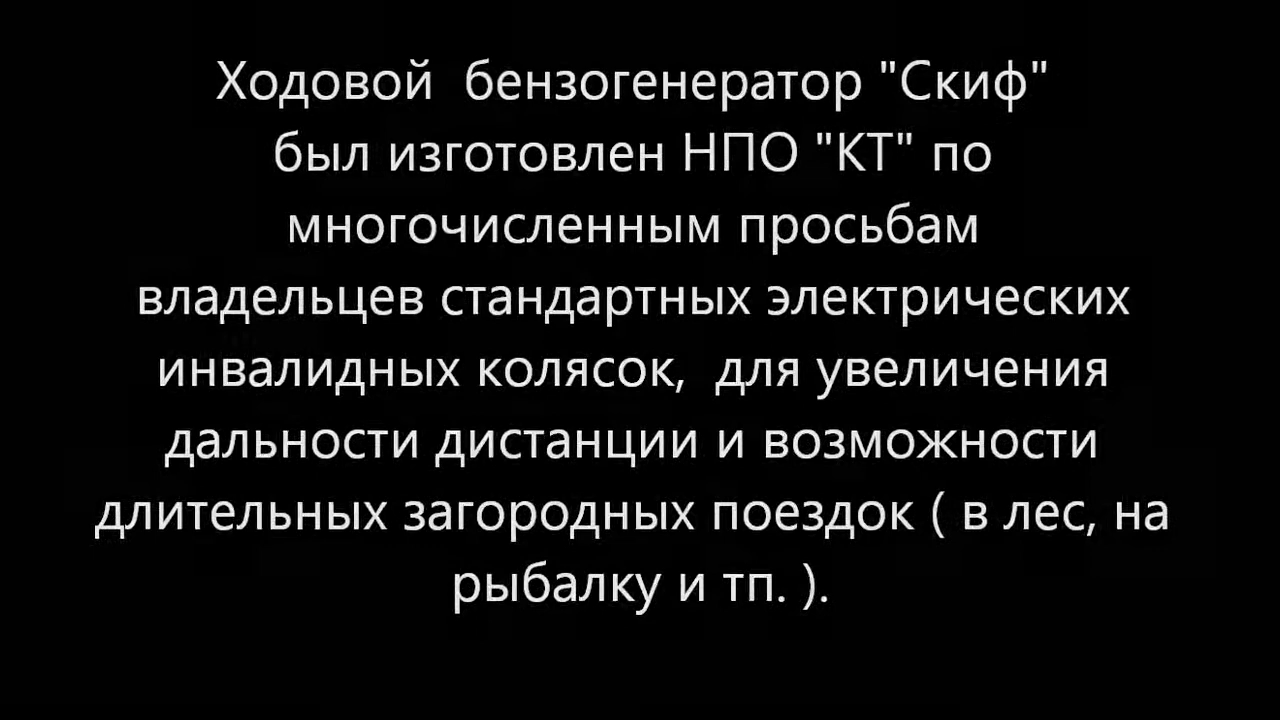 Ходовой  бензогенератор "Скиф"
был изготовлен НПО "КТ" по
многочисленным просьбам
владельцев стандартных электрических
инвалидных колясок,  для увеличения
дальности дистанции и возможности
длительных загородных поездок ( в лес, на
рыбалку и тп. ).